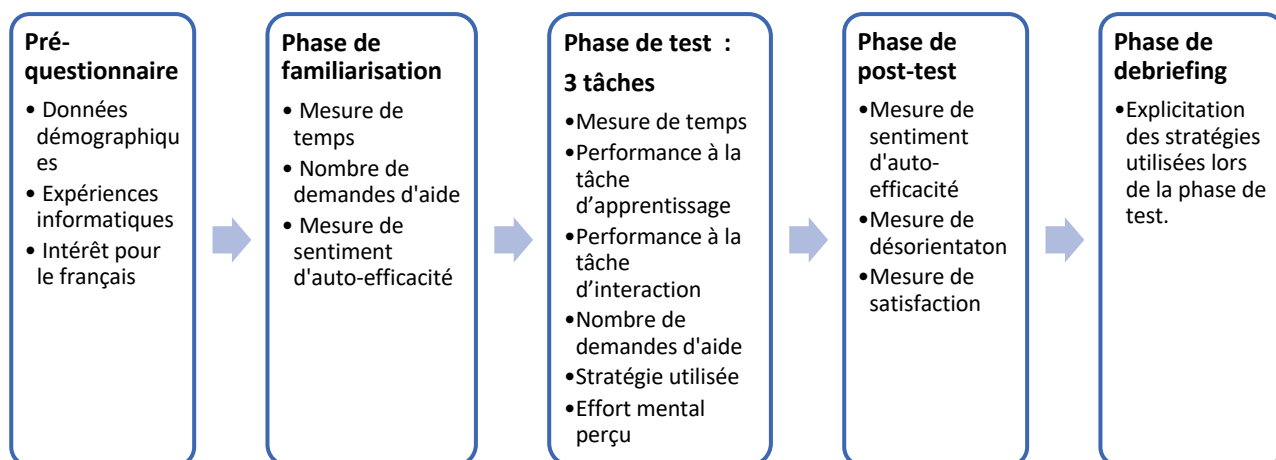 Pré-
questionnaire
• Données
démographiqu
es
• Expériences
informatiques
• Intérêt pour
le français
Phase de
familiarisation
• Mesure de
temps
• Nombre de
demandes d'aide
• Mesure de
sentiment
d'auto-efficacité
Phase de test :
3 tâches
•Mesure de temps
•Performance à la
tâche
d’apprentissage
•Performance à la
tâche
d’interaction
•Nombre de
demandes d'aide
•Stratégie utilisée
•Effort mental
perçu
Phase de
post-test
•Mesure de
sentiment
d'auto-
efficacité
•Mesure de
désorientaton
•Mesure de
satisfaction
Phase de
debriefing
•Explicitation
des stratégies
utilisées lors
de la phase de
test.